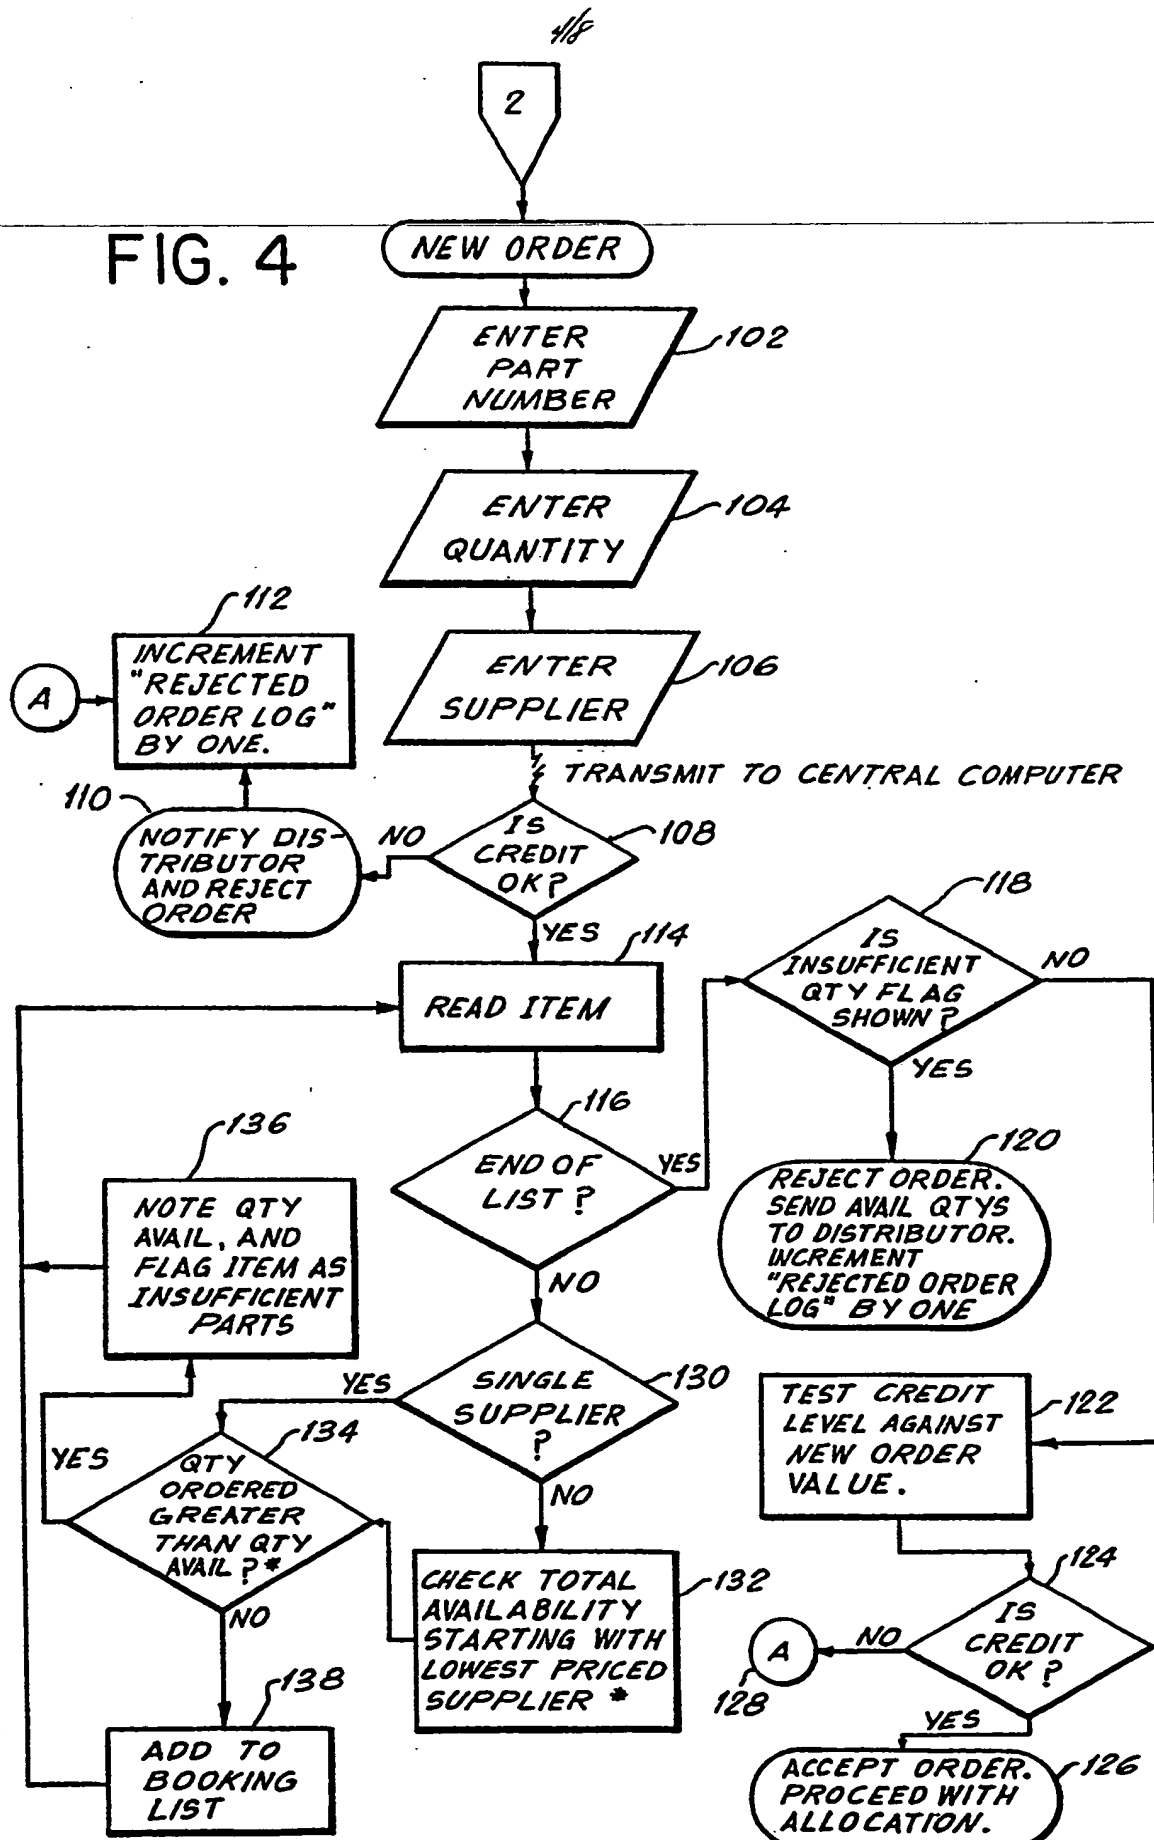 4/8
2
FIG. 4
NEW ORDER
ENTER
PART
NUMBER
102
ENTER
QUANTITY
104
ENTER
SUPPLIER
106
112
INCREMENT
"REJECTED
ORDER LOG"
BY ONE.
A
TRANSMIT TO CENTRAL COMPUTER
110
NOTIFY DIS-
TRIBUTOR
AND REJECT
ORDER
NO
IS
CREDIT
OK?
108
YES
114
READ ITEM
118
IS
INSUFFICIENT
QTY FLAG
SHOWN?
NO
YES
116
END OF
LIST?
YES
NO
120
REJECT ORDER.
SEND AVAIL QTYS
TO DISTRIBUTOR.
INCREMENT
"REJECTED ORDER
LOG" BY ONE
136
NOTE QTY
AVAIL, AND
FLAG ITEM AS
INSUFFICIENT
PARTS
YES
SINGLE
SUPPLIER
?
130
NO
TEST CREDIT
LEVEL AGAINST
NEW ORDER
VALUE.
122
YES
134
QTY
ORDERED
GREATER
THAN QTY
AVAIL?*
NO
CHECK TOTAL
AVAILABILITY
STARTING WITH
LOWEST PRICED
SUPPLIER *
132
124
IS
CREDIT
OK?
NO
A
128
YES
138
ADD TO
BOOKING
LIST
ACCEPT ORDER.
PROCEED WITH
ALLOCATION.
126